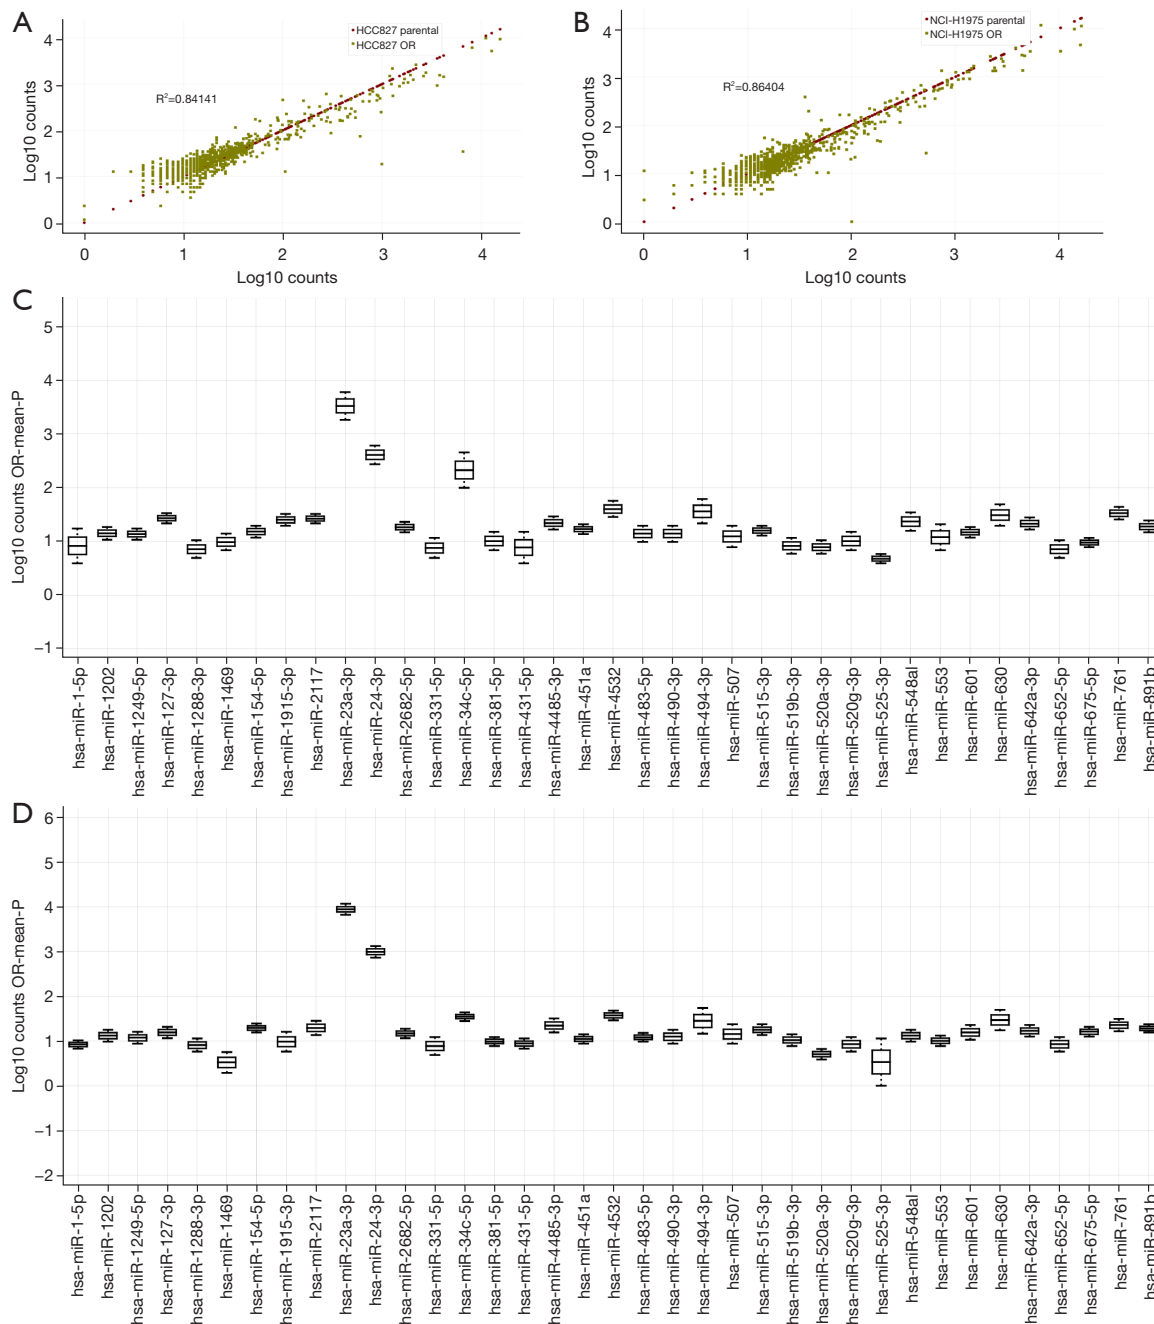 A
Log10 counts
4
3
2
1
0
HCC827 parental
HCC827 OR
R²=0.84141
0 1 2 3 4
Log10 counts
B
Log10 counts
4
3
2
1
0
NCI-H1975 parental
NCI-H1975 OR
R²=0.86404
0 1 2 3 4
Log10 counts
C
Log10 counts OR-mean-P
5
4
3
2
1
0
−1
hsa-miR-1-5p
hsa-miR-1202
hsa-miR-1249-5p
hsa-miR-127-3p
hsa-miR-1288-3p
hsa-miR-1469
hsa-miR-154-5p
hsa-miR-1915-3p
hsa-miR-2117
hsa-miR-23a-3p
hsa-miR-24-3p
hsa-miR-2682-5p
hsa-miR-331-5p
hsa-miR-34c-5p
hsa-miR-381-5p
hsa-miR-431-5p
hsa-miR-4485-3p
hsa-miR-451a
hsa-miR-4532
hsa-miR-483-5p
hsa-miR-490-3p
hsa-miR-494-3p
hsa-miR-507
hsa-miR-515-3p
hsa-miR-519b-3p
hsa-miR-520a-3p
hsa-miR-520g-3p
hsa-miR-525-3p
hsa-miR-548al
hsa-miR-553
hsa-miR-601
hsa-miR-630
hsa-miR-642a-3p
hsa-miR-652-5p
hsa-miR-675-5p
hsa-miR-761
hsa-miR-891b
D
Log10 counts OR-mean-P
6
5
4
3
2
1
0
−1
−2
hsa-miR-1-5p
hsa-miR-1202
hsa-miR-1249-5p
hsa-miR-127-3p
hsa-miR-1288-3p
hsa-miR-1469
hsa-miR-154-5p
hsa-miR-1915-3p
hsa-miR-2117
hsa-miR-23a-3p
hsa-miR-24-3p
hsa-miR-2682-5p
hsa-miR-331-5p
hsa-miR-34c-5p
hsa-miR-381-5p
hsa-miR-431-5p
hsa-miR-4485-3p
hsa-miR-451a
hsa-miR-4532
hsa-miR-483-5p
hsa-miR-490-3p
hsa-miR-494-3p
hsa-miR-507
hsa-miR-515-3p
hsa-miR-519b-3p
hsa-miR-520a-3p
hsa-miR-520g-3p
hsa-miR-525-3p
hsa-miR-548al
hsa-miR-553
hsa-miR-601
hsa-miR-630
hsa-miR-642a-3p
hsa-miR-652-5p
hsa-miR-675-5p
hsa-miR-761
hsa-miR-891b